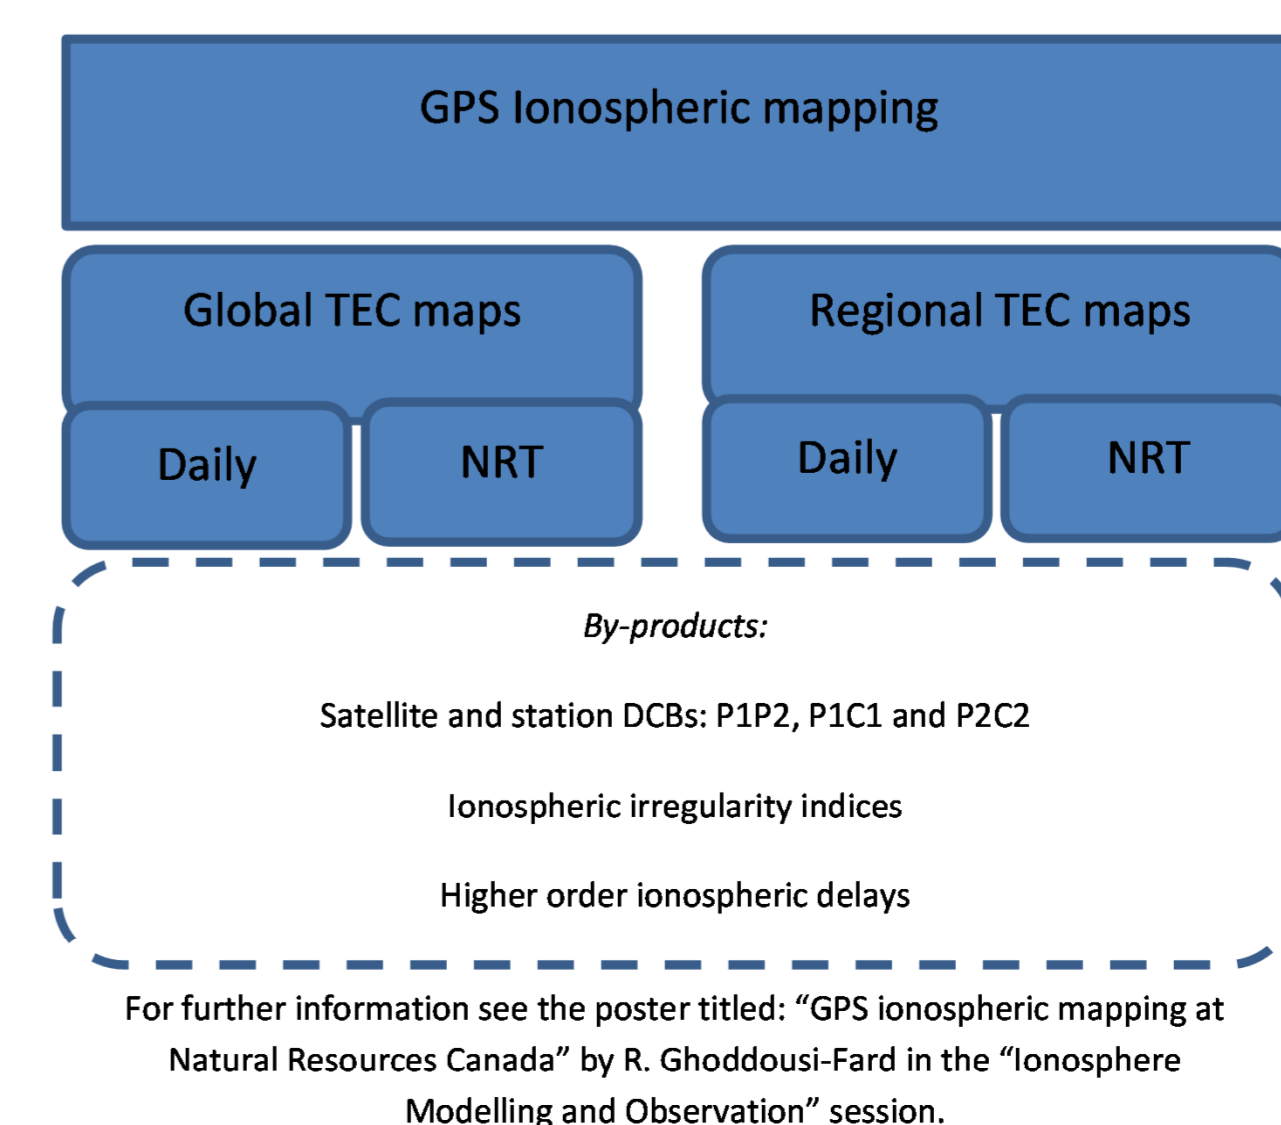 GPS Ionospheric mapping
Global TEC maps
Regional TEC maps
Daily
NRT
Daily
NRT
By-products:
Satellite and station DCBs: P1P2, P1C1 and P2C2
Ionospheric irregularity indices
Higher order ionospheric delays
For further information see the poster titled: “GPS ionospheric mapping at
Natural Resources Canada” by R. Ghoddousi-Fard in the “Ionosphere
Modelling and Observation” session.